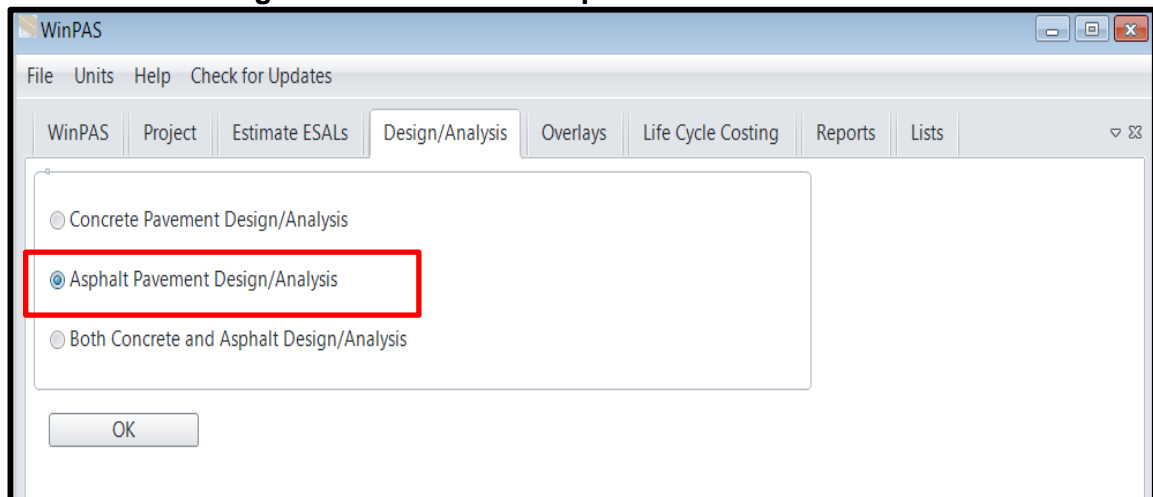 WinPAS
File Units Help Check for Updates
WinPAS Project Estimate ESALs Design/Analysis Overlays Life Cycle Costing Reports Lists
Concrete Pavement Design/Analysis
Asphalt Pavement Design/Analysis
Both Concrete and Asphalt Design/Analysis
OK